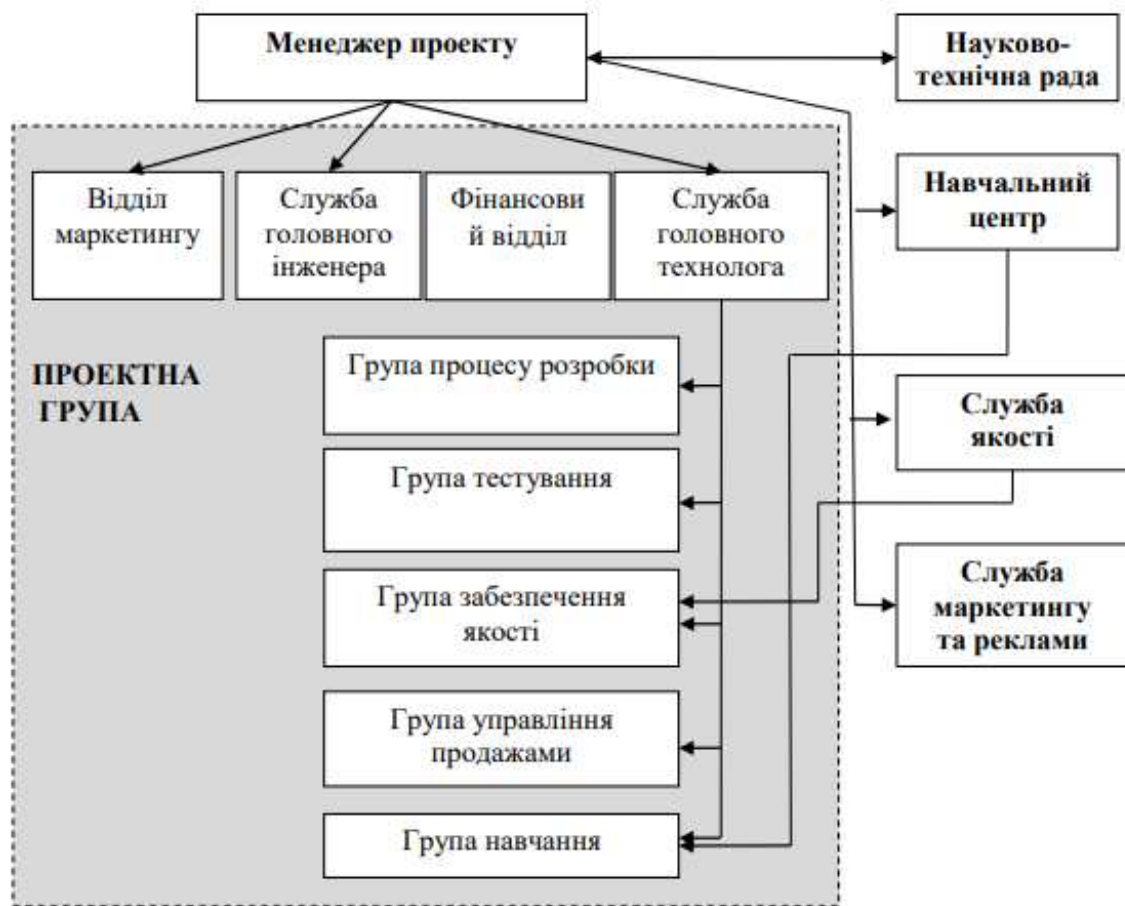 Менеджер проекту
Науково-
технічна рада
Відділ
маркетингу
Служба
головного
інженера
Фінансови
й відділ
Служба
головного
технолога
Навчальний
центр
ПРОЕКТНА
ГРУПА
Група процесу розробки
Служба
якості
Група тестування
Група забезпечення
якості
Служба
маркетингу
та реклами
Група управління
продажами
Група навчання